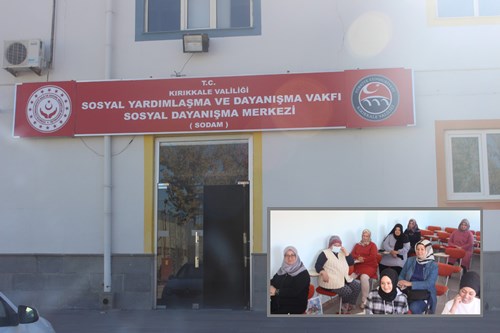 T.C.
KIRIKKALE VALİLİĞİ
SOSYAL YARDIMLAŞMA VE DAYANIŞMA VAKFI
SOSYAL DAYANIŞMA MERKEZİ
( SODAM )